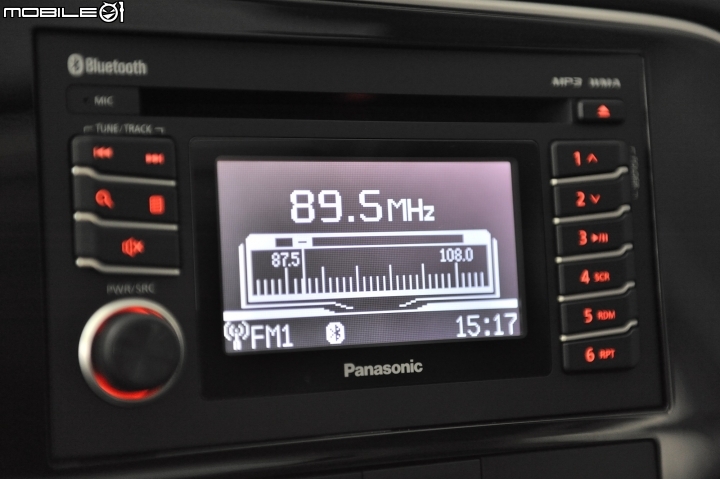 MOBILE01
Bluetooth
MP3 WMA
MIC
TUNE/TRACK
1
2
3
4 SCR
5 RDM
6 RPT
89.5MHz
87.5
108.0
PWR/SRC
FM1
15:17
Panasonic